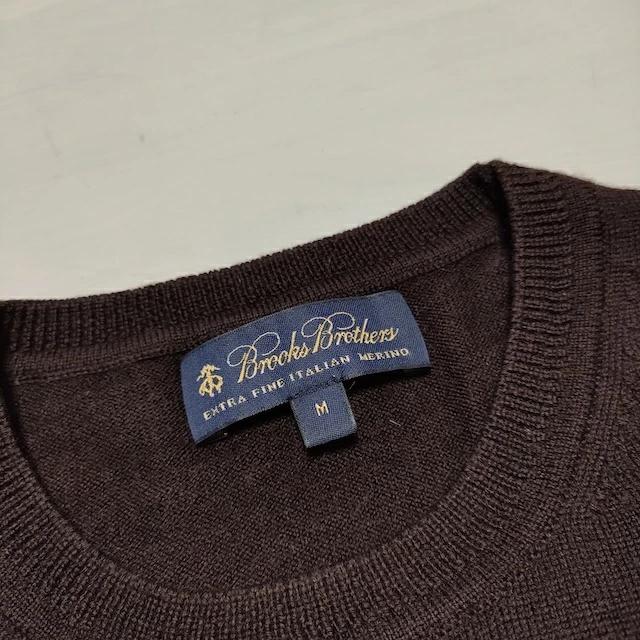 Brooks Brothers
EXTRA FINE ITALIAN MERINO
M